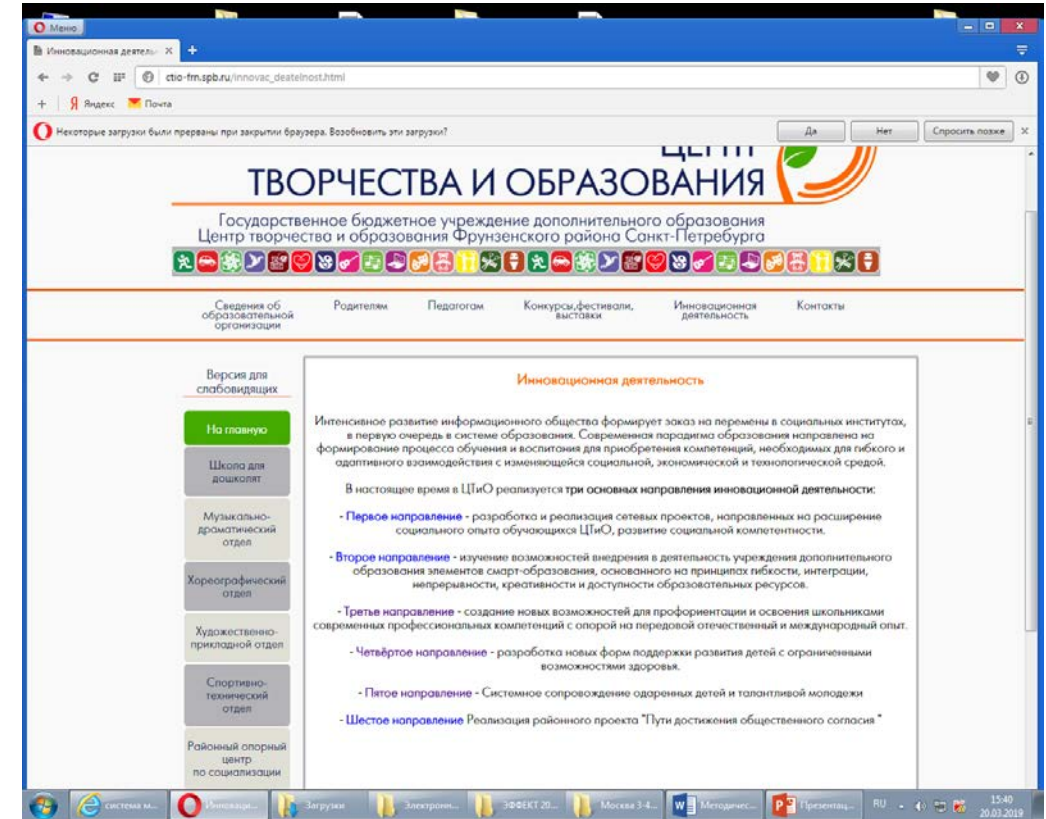 Меню
Инновационная деятель
ctio-frn.spb.ru/innovac_deatelnost.html
Яндекс Почта
Некоторые загрузки были прерваны при закрытии браузера. Возобновить эти загрузки? Да Нет Спросить позже
ЦЕНТР
ТВОРЧЕСТВА И ОБРАЗОВАНИЯ
Государственное бюджетное учреждение дополнительного образования
Центр творчества и образования Фрунзенского района Санкт-Петребурга
Сведения об
образовательной
организации
Родителям
Педагогам
Конкурсы,фестивали,
выставки
Инновационная
деятельность
Контакты
Версия для
слабовидящих
На главную
Школа для
дошколят
Музыкально-
драматический
отдел
Хореографический
отдел
Художественно-
прикладной отдел
Спортивно-
технический
отдел
Районный опорный
центр
по социализации
Инновационная деятельность
Интенсивное развитие информационного общества формирует заказ на перемены в социальных институтах,
в первую очередь в системе образования. Современная парадигма образования направлена на
формирование процесса обучения и воспитания для приобретения компетенций, необходимых для гибкого и
адаптивного взаимодействия с изменяющейся социальной, экономической и технологической средой.
В настоящее время в ЦТиО реализуется три основных направления инновационной деятельности:
- Первое направление - разработка и реализация сетевых проектов, направленных на расширение
социального опыта обучающихся ЦТиО, развитие социальной компетентности.
- Второе направление - изучение возможностей внедрения в деятельность учреждения дополнительного
образования элементов смарт-образования, основанного на принципах гибкости, интеграции,
непрерывности, креативности и доступности образовательных ресурсов.
- Третье направление - создание новых возможностей для профориентации и освоения школьниками
современных профессиональных компетенций с опорой на передовой отечественный и международный опыт.
- Четвёртое направление - разработка новых форм поддержки развития детей с ограниченными
возможностями здоровья.
- Пятое направление - Системное сопровождение одаренных детей и талантливой молодежи
- Шестое направление Реализация районного проекта "Пути достижения общественного согласия "
система м... Инновац... Загрузки Электронн... ЭФФЕКТ 20... Москва 3-4... Методичес... Презентац... RU 15:40
20.03.2019